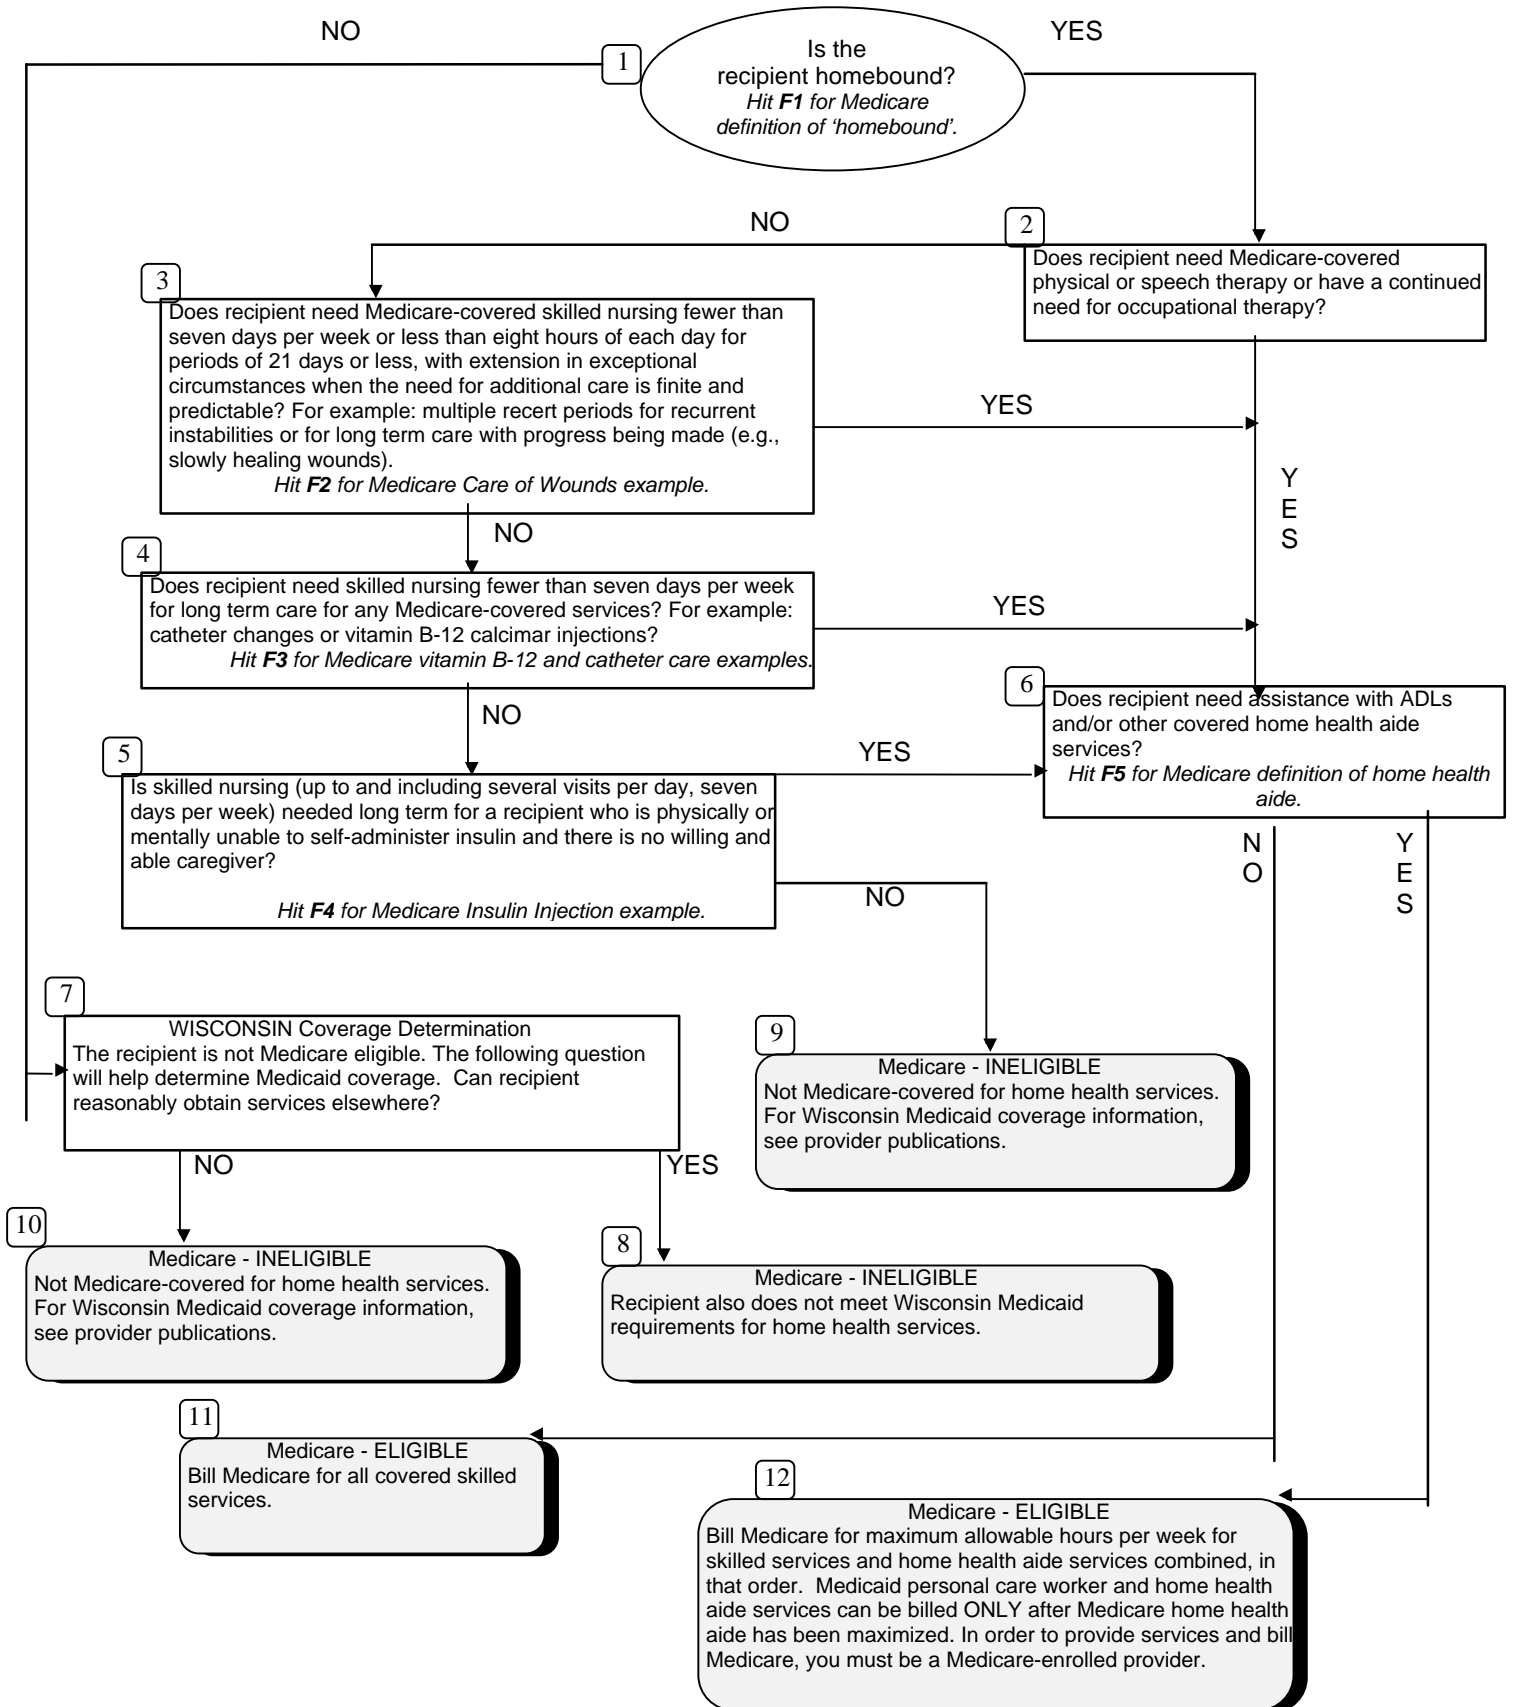 NO
YES
1
Is the
recipient homebound?
Hit F1 for Medicare
definition of ‘homebound’.
NO
2
Does recipient need Medicare-covered
physical or speech therapy or have a continued
need for occupational therapy?
3
Does recipient need Medicare-covered skilled nursing fewer than
seven days per week or less than eight hours of each day for
periods of 21 days or less, with extension in exceptional
circumstances when the need for additional care is finite and
predictable? For example: multiple recert periods for recurrent
instabilities or for long term care with progress being made (e.g.,
slowly healing wounds).
Hit F2 for Medicare Care of Wounds example.
YES
Y
E
S
NO
4
Does recipient need skilled nursing fewer than seven days per week
for long term care for any Medicare-covered services? For example:
catheter changes or vitamin B-12 calcimar injections?
Hit F3 for Medicare vitamin B-12 and catheter care examples.
YES
NO
6
Does recipient need assistance with ADLs
and/or other covered home health aide
services?
Hit F5 for Medicare definition of home health
aide.
5
Is skilled nursing (up to and including several visits per day, seven
days per week) needed long term for a recipient who is physically or
mentally unable to self-administer insulin and there is no willing and
able caregiver?
Hit F4 for Medicare Insulin Injection example.
YES
NO
N
O
Y
E
S
7
WISCONSIN Coverage Determination
The recipient is not Medicare eligible. The following question
will help determine Medicaid coverage.  Can recipient
reasonably obtain services elsewhere?
NO
YES
9
Medicare - INELIGIBLE
Not Medicare-covered for home health services.
For Wisconsin Medicaid coverage information,
see provider publications.
10
Medicare - INELIGIBLE
Not Medicare-covered for home health services.
For Wisconsin Medicaid coverage information,
see provider publications.
8
Medicare - INELIGIBLE
Recipient also does not meet Wisconsin Medicaid
requirements for home health services.
11
Medicare - ELIGIBLE
Bill Medicare for all covered skilled
services.
12
Medicare - ELIGIBLE
Bill Medicare for maximum allowable hours per week for
skilled services and home health aide services combined, in
that order.  Medicaid personal care worker and home health
aide services can be billed ONLY after Medicare home health
aide has been maximized. In order to provide services and bill
Medicare, you must be a Medicare-enrolled provider.